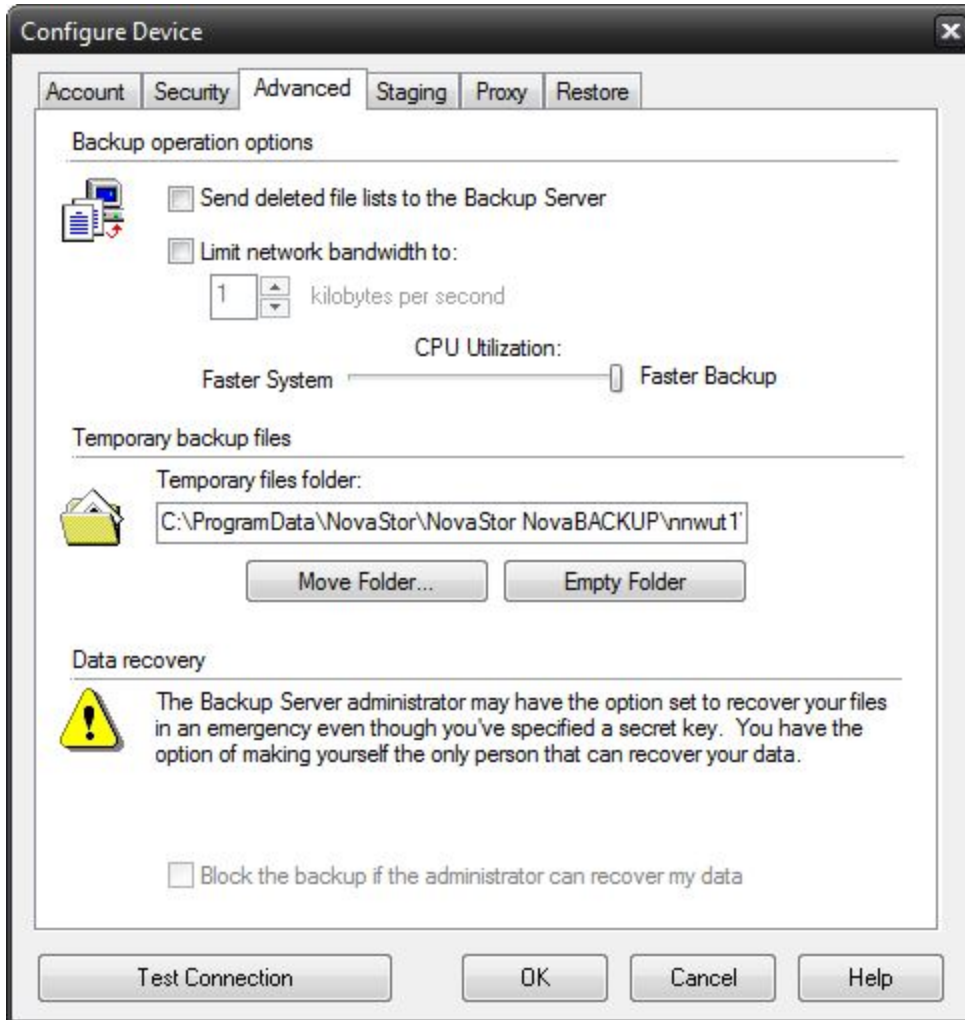 Configure Device
Account Security Advanced Staging Proxy Restore
Backup operation options
Send deleted file lists to the Backup Server
Limit network bandwidth to:
1 kilobytes per second
CPU Utilization:
Faster System Faster Backup
Temporary backup files
Temporary files folder:
C:\ProgramData\NovaStor\NovaStor NovaBACKUP\nnwut1
Move Folder... Empty Folder
Data recovery
The Backup Server administrator may have the option set to recover your files
in an emergency even though you've specified a secret key. You have the
option of making yourself the only person that can recover your data.
Block the backup if the administrator can recover my data
Test Connection OK Cancel Help